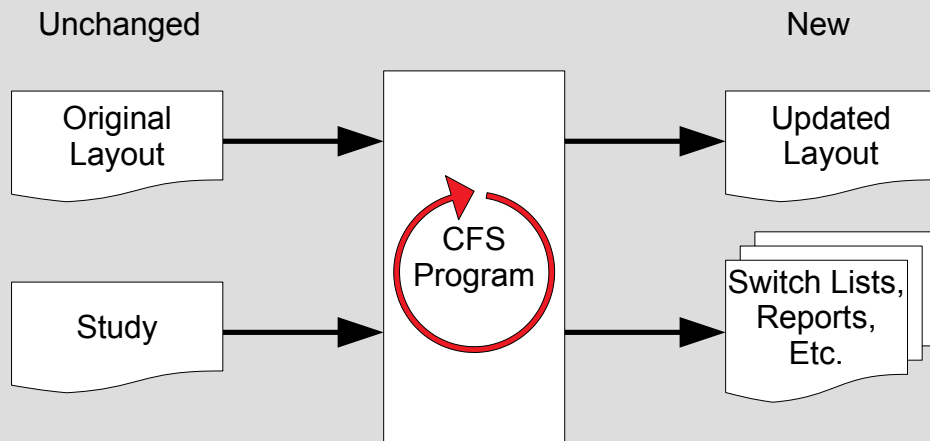 Unchanged
New
Original
Layout
Updated
Layout
CFS
Program
Study
Switch Lists,
Reports,
Etc.